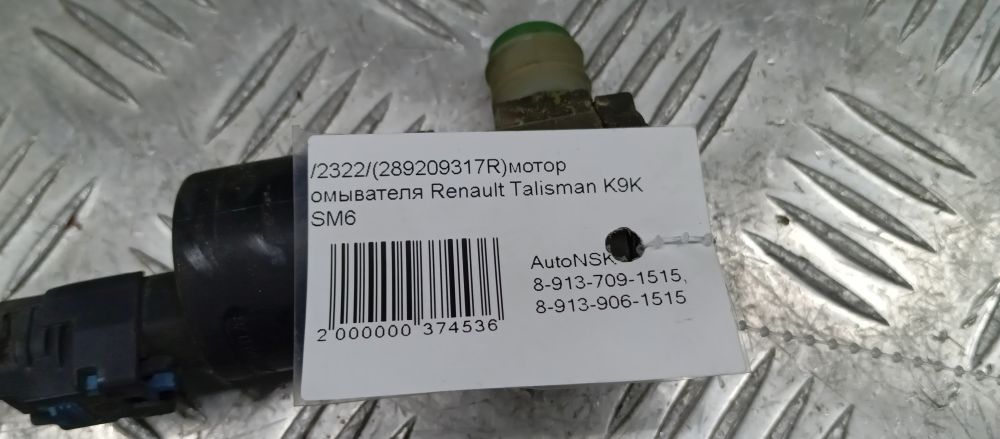 /2322/(289209317R)мотор
омывателя Renault Talisman K9K
SM6
AutoNSK
8-913-709-1515,
8-913-906-1515
2 000000 374536